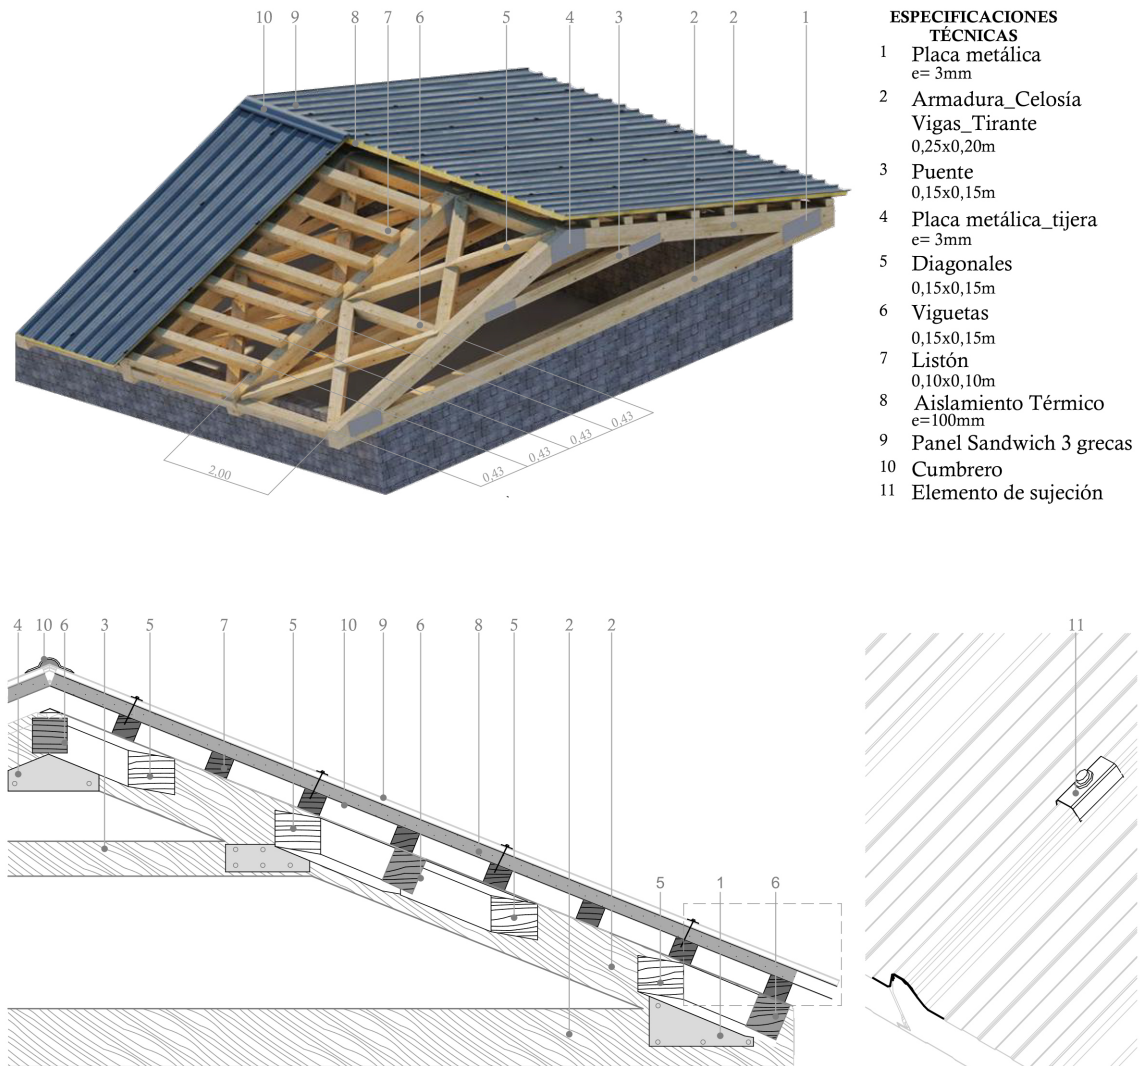 10 9 8 7 6 5 4 3 2 2 1
2,00
0,43
0,43
0,43
0,43
ESPECIFICACIONES
TÉCNICAS
1 Placa metálica
e= 3mm
2 Armadura_Celosía
Vigas_Tirante
0,25x0,20m
3 Puente
0,15x0,15m
4 Placa metálica_tijera
e= 3mm
5 Diagonales
0,15x0,15m
6 Viguetas
0,15x0,15m
7 Listón
0,10x0,10m
8 Aislamiento Térmico
e=100mm
9 Panel Sandwich 3 grecas
10 Cumbrero
11 Elemento de sujeción
4 10 6 3 5 7 5 10 9 6 8 5 2 2
5 1 6
11